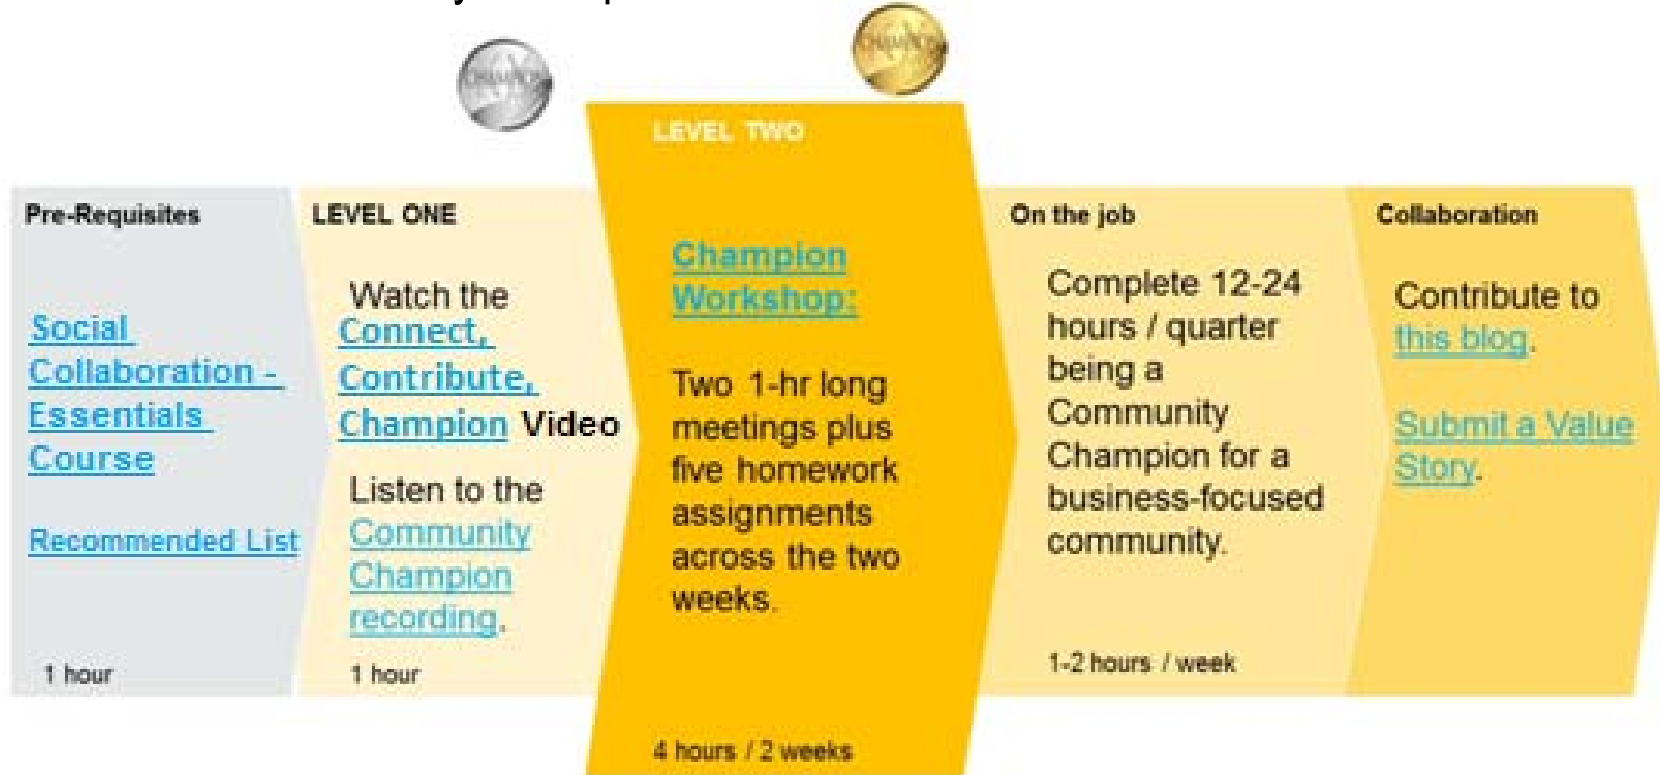 CHAMPION
CHAMPION
LEVEL TWO
Pre-Requisites
Social
Collaboration -
Essentials
Course
Recommended List
1 hour
LEVEL ONE
Watch the
Connect,
Contribute,
Champion Video
Listen to the
Community
Champion
recording.
1 hour
Champion
Workshop:
Two 1-hr long
meetings plus
five homework
assignments
across the two
weeks.
4 hours / 2 weeks
On the job
Complete 12-24
hours / quarter
being a
Community
Champion for a
business-focused
community.
1-2 hours / week
Collaboration
Contribute to
this blog.
Submit a Value
Story.